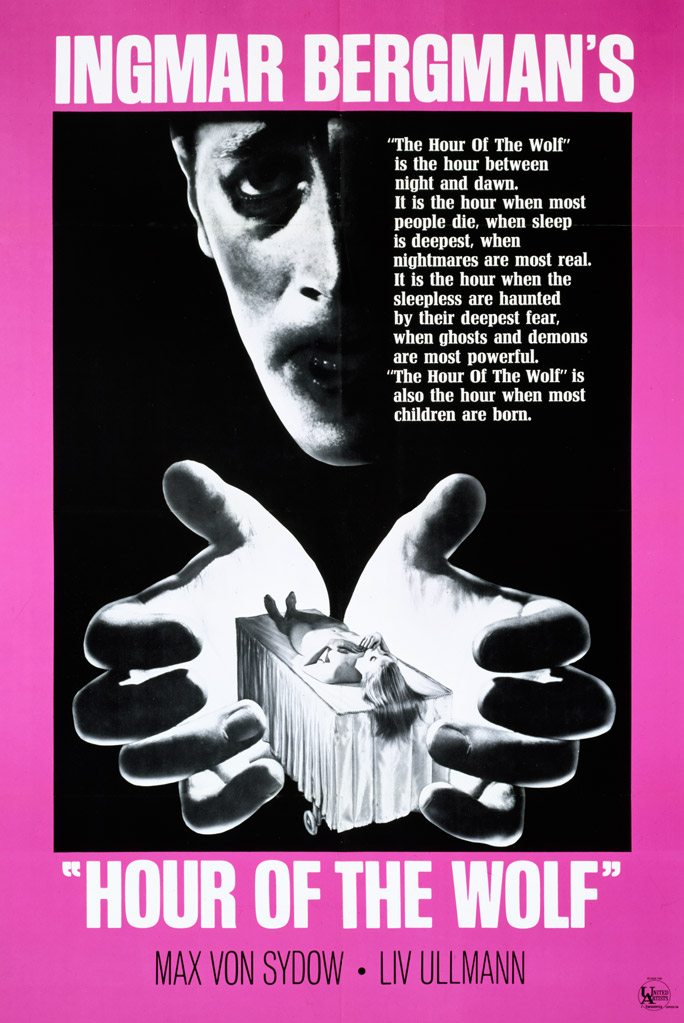 INGMAR BERGMAN'S
"The Hour Of The Wolf"
is the hour between
night and dawn.
It is the hour when most
people die, when sleep
is deepest, when
nightmares are most real.
It is the hour when the
sleepless are haunted
by their deepest fear,
when ghosts and demons
are most powerful.
"The Hour Of The Wolf" is
also the hour when most
children are born.
"HOUR OF THE WOLF"
MAX VON SYDOW • LIV ULLMANN
UNITED
ARTISTS